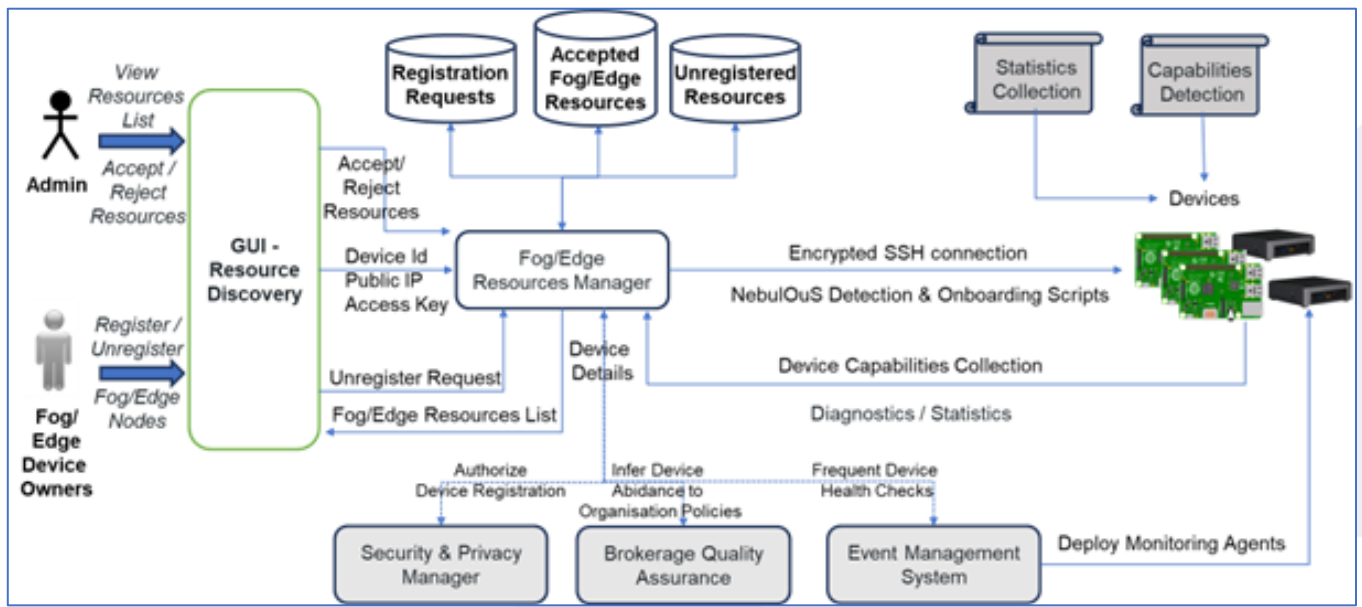 View
Resources
List
Admin
Accept /
Reject
Resources
Register /
Unregister
Fog/Edge
Nodes
Fog/
Edge
Device
Owners
GUI -
Resource
Discovery
Registration
Requests
Accepted
Fog/Edge
Resources
Unregistered
Resources
Statistics
Collection
Capabilities
Detection
Devices
Accept/
Reject
Resources
Device Id
Public IP
Access Key
Fog/Edge
Resources Manager
Encrypted SSH connection
NebulOuS Detection & Onboarding Scripts
Unregister Request
Fog/Edge Resources List
Device
Details
Device Capabilities Collection
Diagnostics / Statistics
Authorize
Device Registration
Infer Device
Abidance to
Organisation Policies
Frequent Device
Health Checks
Security & Privacy
Manager
Brokerage Quality
Assurance
Event Management
System
Deploy Monitoring Agents